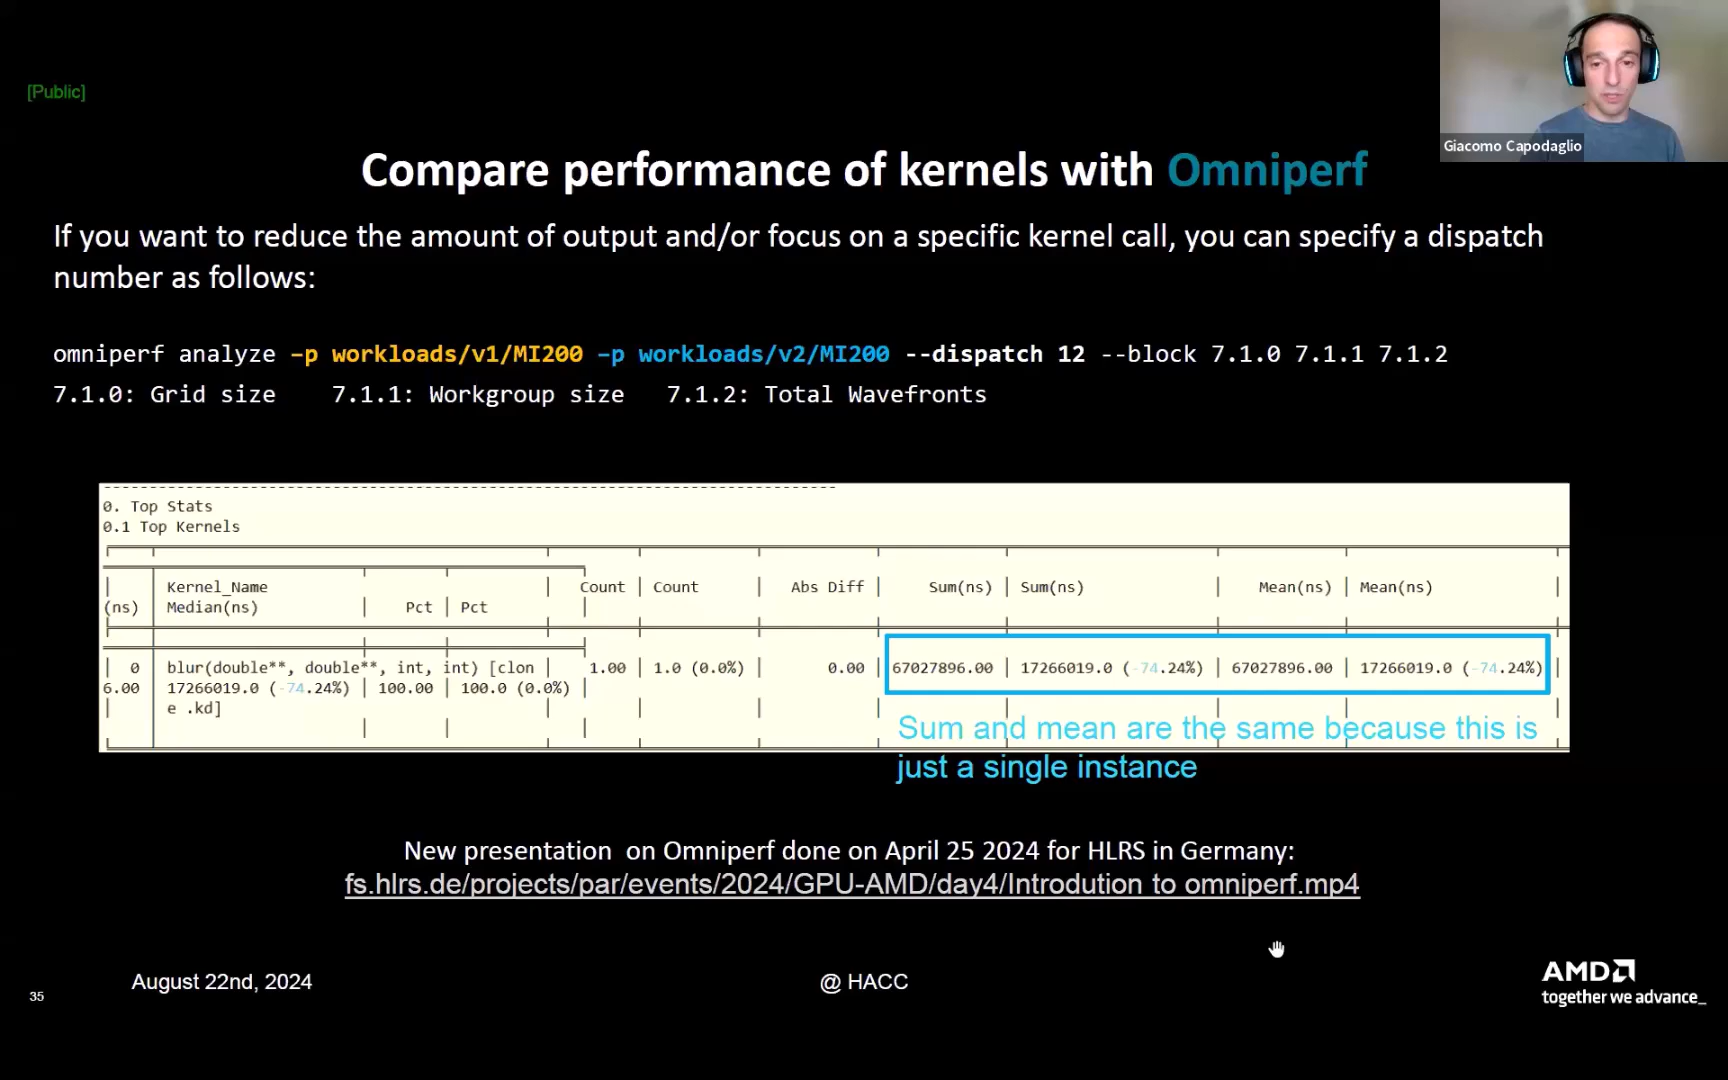 [Public]
Giacomo Capodaglio
Compare performance of kernels with Omniperf
If you want to reduce the amount of output and/or focus on a specific kernel call, you can specify a dispatch
number as follows:
omniperf analyze –p workloads/v1/MI200 –p workloads/v2/MI200 --dispatch 12 --block 7.1.0 7.1.1 7.1.2
7.1.0: Grid size 7.1.1: Workgroup size 7.1.2: Total Wavefronts
0. Top Stats
0.1 Top Kernels
| Kernel_Name | Count | Count | Abs Diff | Sum(ns) | Sum(ns) | Mean(ns) | Mean(ns) |
(ns) | Median(ns) | Pct | Pct |
| 0 | blur(double**, double**, int, int) [clon | 1.00 | 1.0 (0.0%) | 0.00 | 67027896.00 | 17266019.0 (-74.24%) | 67027896.00 | 17266019.0 (-74.24%) |
6.00 | 17266019.0 (-74.24%) | 100.00 | 100.0 (0.0%) |
| e .kd] | | | | | | | |
Sum and mean are the same because this is
just a single instance
New presentation on Omniperf done on April 25 2024 for HLRS in Germany:
fs.hlrs.de/projects/par/events/2024/GPU-AMD/day4/Introdution to omniperf.mp4
35
August 22nd, 2024
@ HACC
AMD
together we advance_